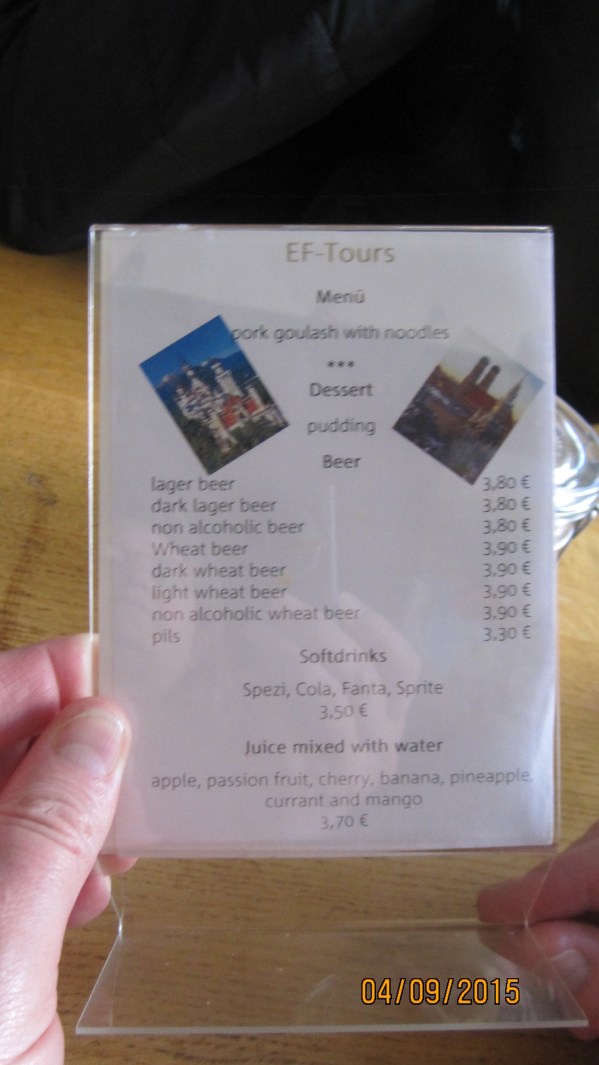 EF-Tours
Menü
pork goulash with noodles
***
Dessert
pudding
Beer
lager beer 3,80 €
dark lager beer 3,80 €
non alcoholic beer 3,80 €
Wheat beer 3,90 €
dark wheat beer 3,90 €
light wheat beer 3,90 €
non alcoholic wheat beer 3,90 €
pils 3,30 €
Softdrinks
Spezi, Cola, Fanta, Sprite
3,50 €
Juice mixed with water
apple, passion fruit, cherry, banana, pineapple,
currant and mango
3,70 €
04/09/2015